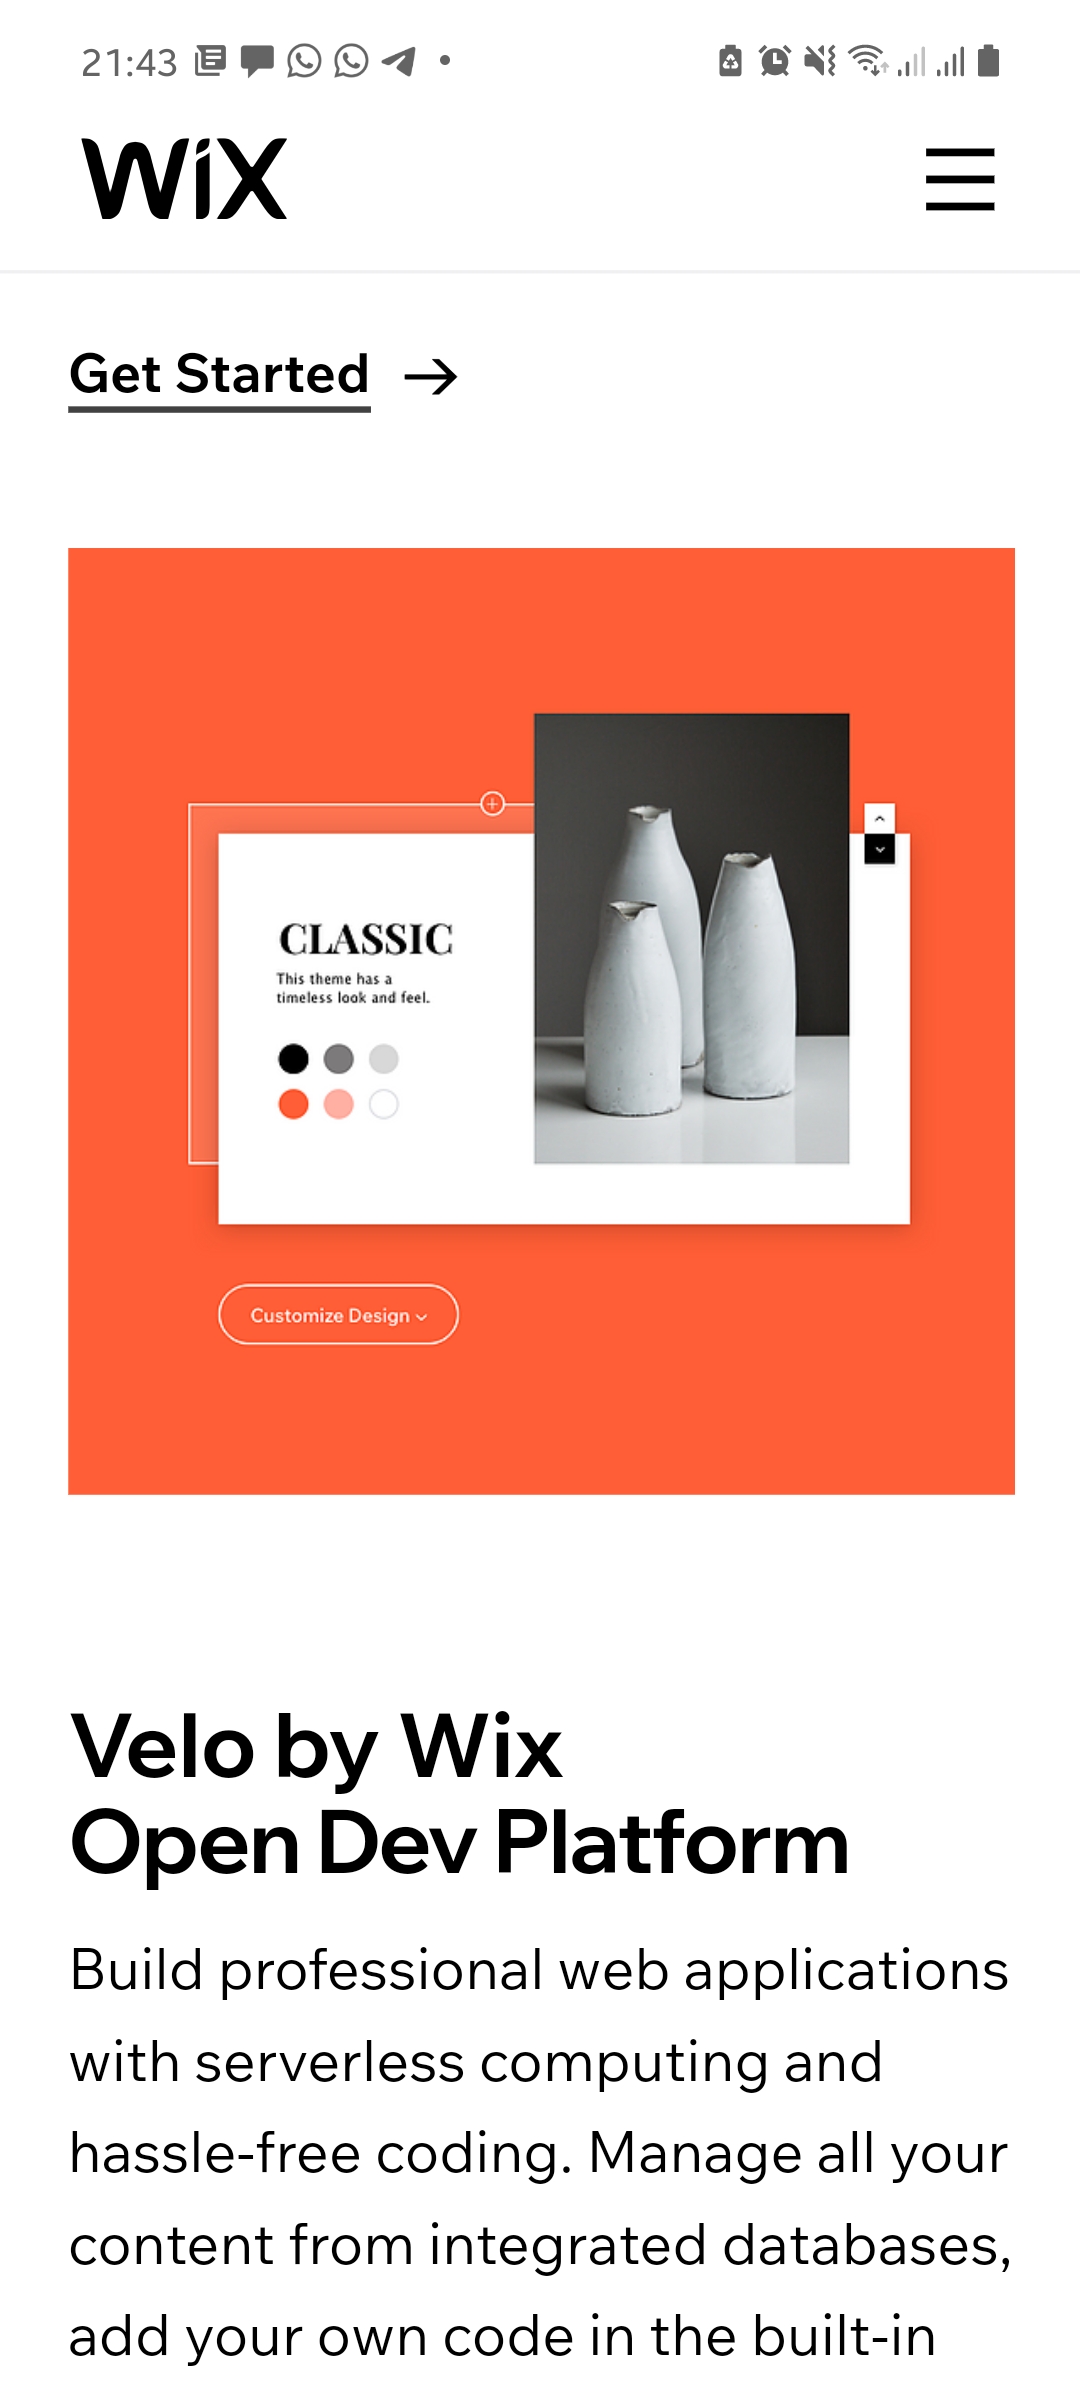 21:43
WiX
Get Started →
CLASSIC
This theme has a
timeless look and feel.
Customize Design
Velo by Wix
Open Dev Platform
Build professional web applications
with serverless computing and
hassle-free coding. Manage all your
content from integrated databases,
add your own code in the built-in